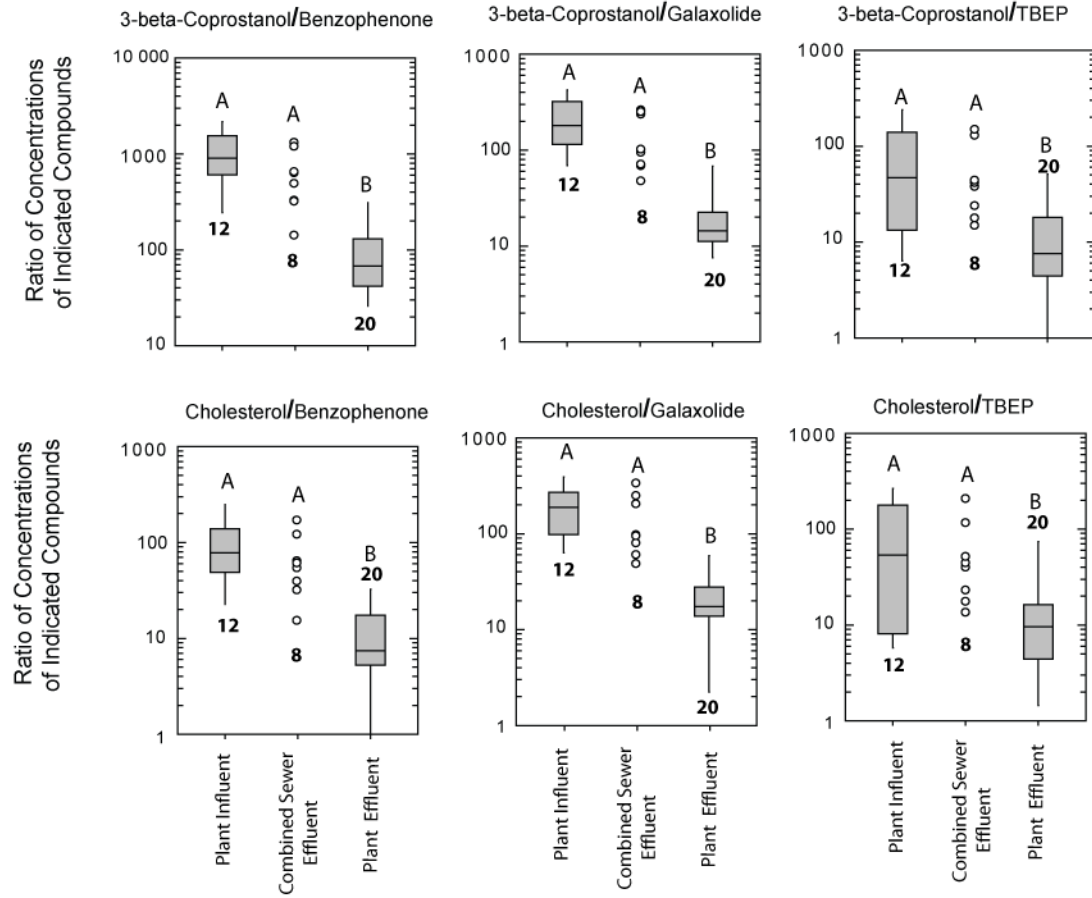 3-beta-Coprostanol/Benzophenone
3-beta-Coprostanol/Galaxolide
3-beta-Coprostanol/TBEP
Ratio of Concentrations
of Indicated Compounds
10 000
1000
100
10
A
12
A
8
B
20
1000
100
10
1
A
12
A
8
B
20
1000
100
10
1
A
12
A
8
B
20
Cholesterol/Benzophenone
Cholesterol/Galaxolide
Cholesterol/TBEP
Ratio of Concentrations
of Indicated Compounds
1000
100
10
1
A
12
A
8
B
20
1000
100
10
1
A
12
A
8
B
20
1000
100
10
1
A
12
A
8
B
20
Plant Influent
Combined Sewer
Effluent
Plant Effluent
Plant Influent
Combined Sewer
Effluent
Plant Effluent
Plant Influent
Combined Sewer
Effluent
Plant Effluent